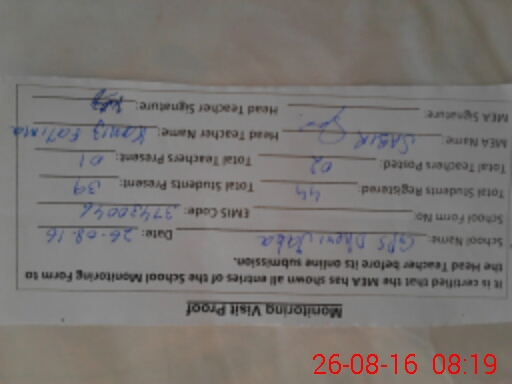 Monitoring Visit Proof
It is certified that the MEA has shown all entries of the School Monitoring Form to
the Head Teacher before its online submission.
School Name: GPS Dheri Jaba Date: 26-08-16
School Form No: EMIS Code: 37430046
Total Students Registered: 44 Total Students Present: 39
Total Teachers Posted: 02 Total Teachers Present: 01
MEA Name: SABIR Head Teacher Name: Kaniz Fatima
MEA Signature: Head Teacher Signature:
26-08-16 08:19